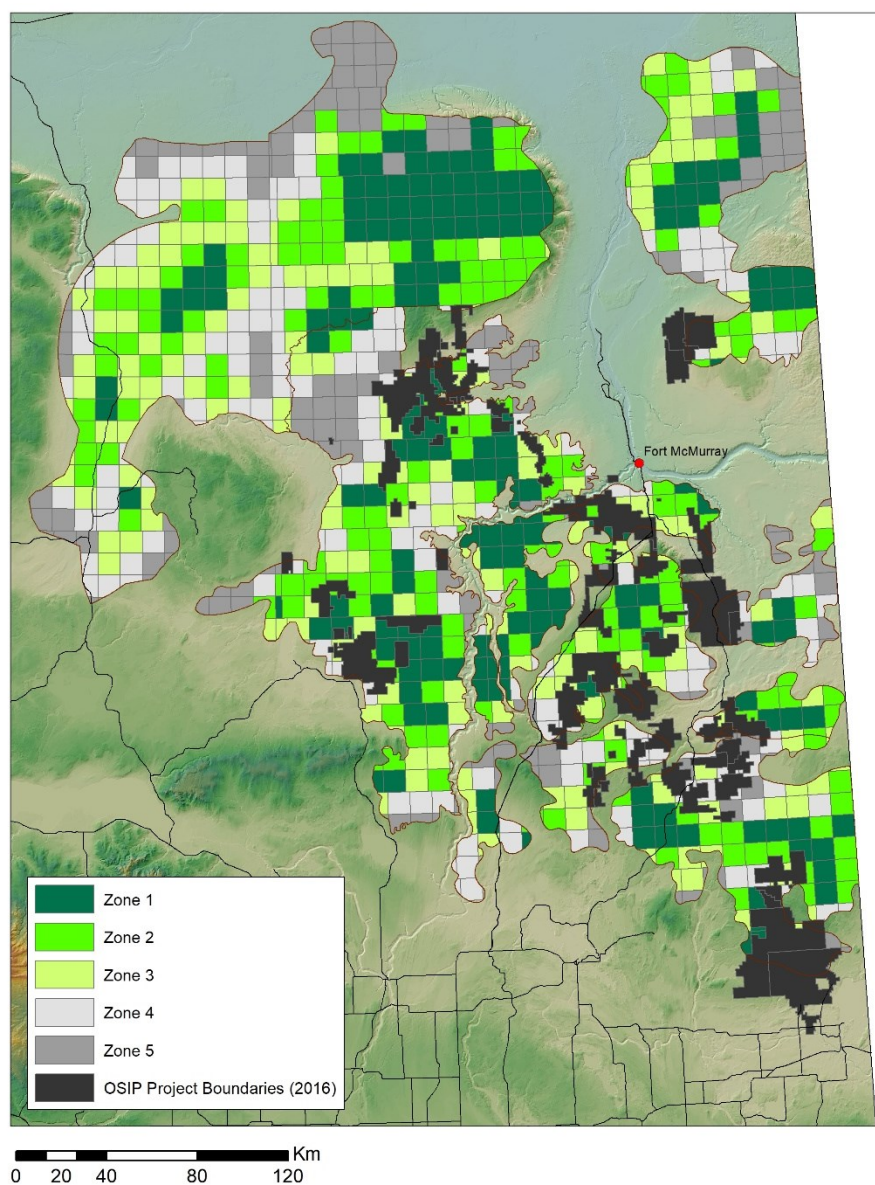 Fort McMurray
Zone 1
Zone 2
Zone 3
Zone 4
Zone 5
OSIP Project Boundaries (2016)
Km
0 20 40 80 120